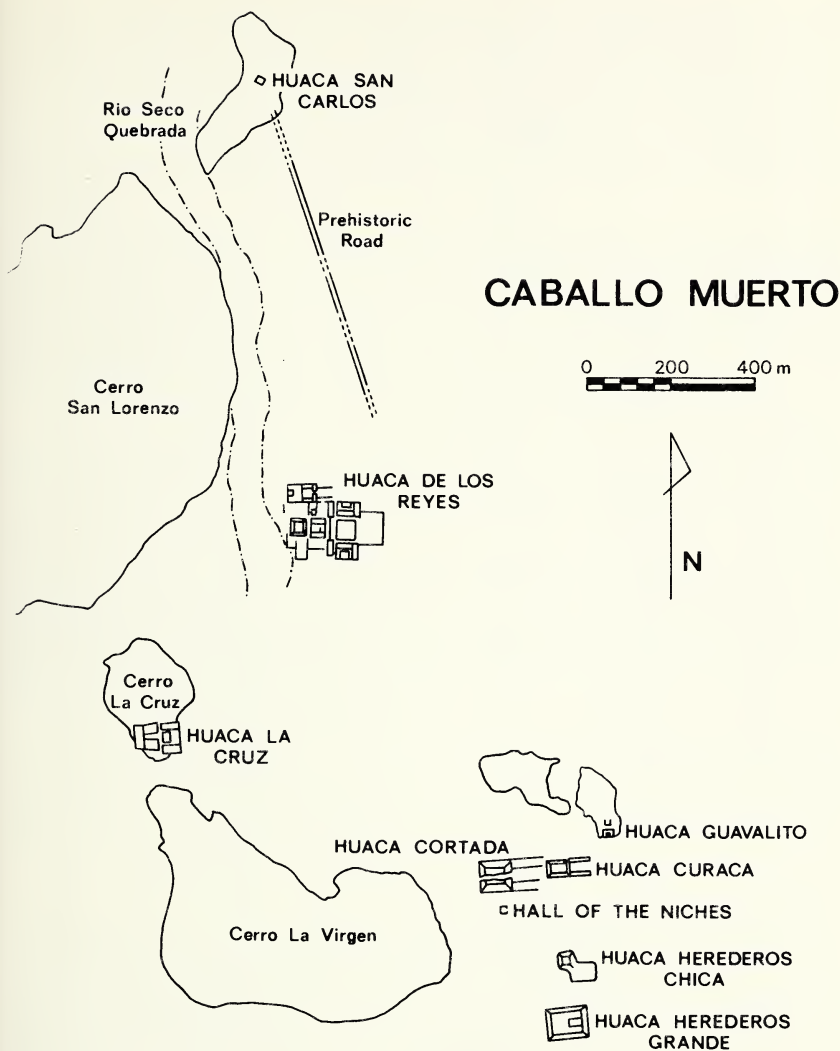 HUACA SAN
CARLOS
Rio Seco
Quebrada
Prehistoric
Road
CABALLO MUERTO
0 200 400 m
Cerro
San Lorenzo
HUACA DE LOS
REYES
N
Cerro
La Cruz
HUACA LA
CRUZ
HUACA GUAVALITO
HUACA CORTADA
HUACA CURACA
HALL OF THE NICHES
Cerro La Virgen
HUACA HEREDEROS
CHICA
HUACA HEREDEROS
GRANDE